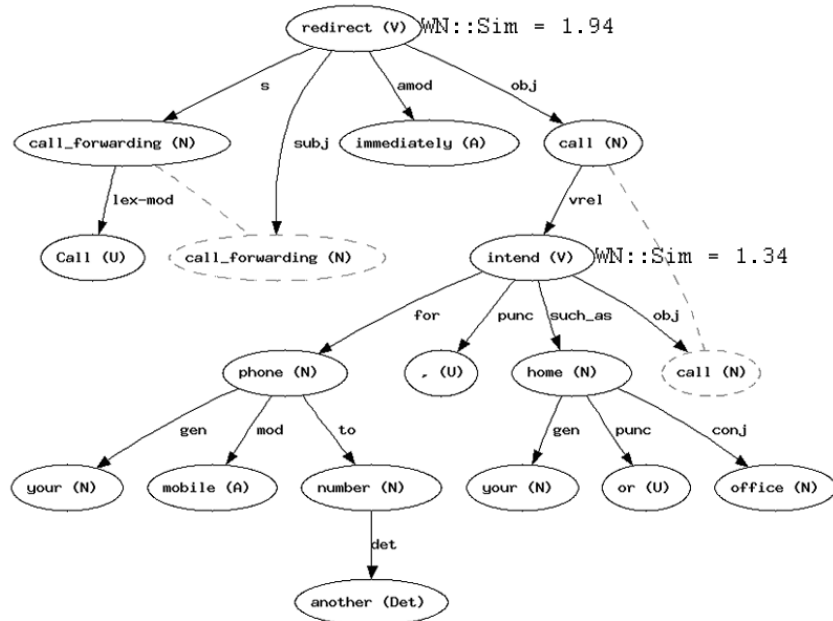 redirect (V) WN::Sim = 1.94
s amod obj
call_forwarding (N) subj immediately (A) call (N)
lex-mod vrel
Call (U) call_forwarding (N) intend (V) WN::Sim = 1.34
for punc such_as obj
phone (N) , (U) home (N) call (N)
gen mod to gen punc conj
your (N) mobile (A) number (N) your (N) or (U) office (N)
det
another (Det)